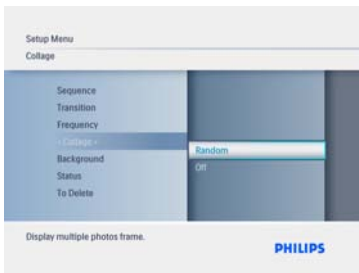 Setup Menu
Collage
Sequence
Transition
Frequency
- Collage -
Background
Status
To Delete
Random
Off
Display multiple photos frame.
PHILIPS